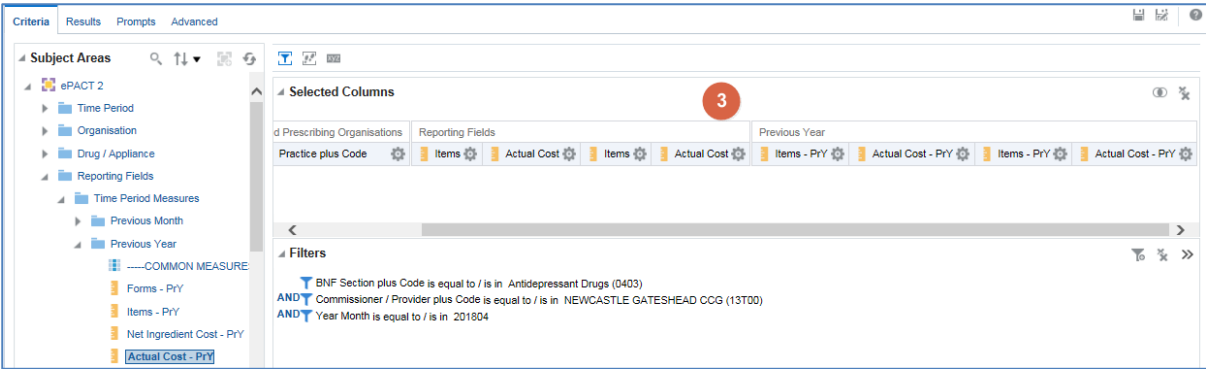 Criteria Results Prompts Advanced
Subject Areas
ePACT 2
Time Period
Organisation
Drug / Appliance
Reporting Fields
Time Period Measures
Previous Month
Previous Year
-----COMMON MEASURE
Forms - PrY
Items - PrY
Net Ingredient Cost - PrY
Actual Cost - PrY
Selected Columns
3
d Prescribing Organisations Reporting Fields Previous Year
Practice plus Code Items Actual Cost Items Actual Cost Items - PrY Actual Cost - PrY Items - PrY Actual Cost - PrY
Filters
BNF Section plus Code is equal to / is in Antidepressant Drugs (0403)
AND Commissioner / Provider plus Code is equal to / is in NEWCASTLE GATESHEAD CCG (13T00)
AND Year Month is equal to / is in 201804